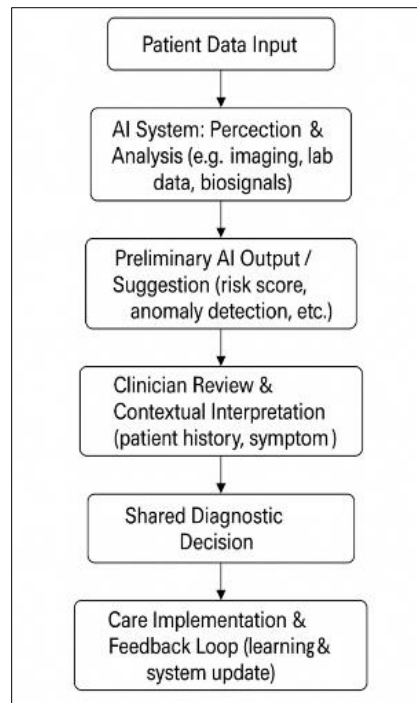 Patient Data Input
AI System: Percection &
Analysis (e.g. imaging, lab
data, biosignals)
Preliminary AI Output /
Suggestion (risk score,
anomaly detection, etc.)
Clinician Review &
Contextual Interpretation
(patient history, symptom)
Shared Diagnostic
Decision
Care Implementation &
Feedback Loop (learning &
system update)